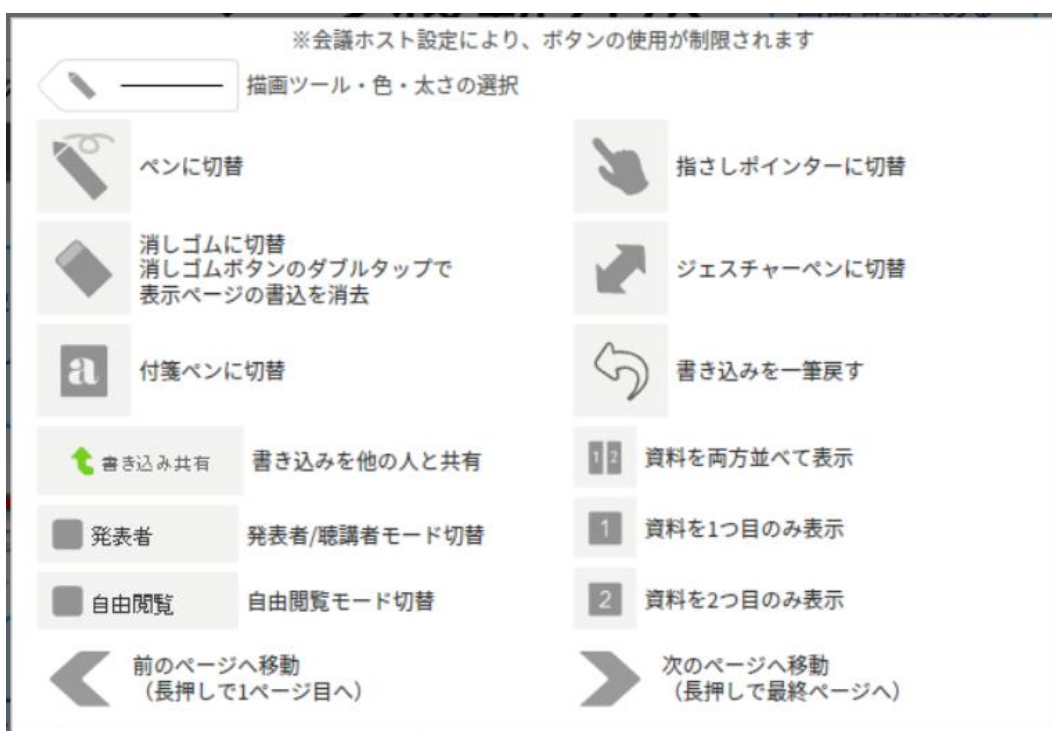 ※会議ホスト設定により、ボタンの使用が制限されます
描画ツール・色・太さの選択
ペンに切替
指さしポインターに切替
消しゴムに切替
消しゴムボタンのダブルタップで
表示ページの書込を消去
ジェスチャーペンに切替
a
付箋ペンに切替
書き込みを一筆戻す
書き込み共有
書き込みを他の人と共有
1 2
資料を両方並べて表示
発表者
発表者/聴講者モード切替
1
資料を1つ目のみ表示
自由閲覧
自由閲覧モード切替
2
資料を2つ目のみ表示
前のページへ移動
（長押しで1ページ目へ）
次のページへ移動
（長押しで最終ページへ）